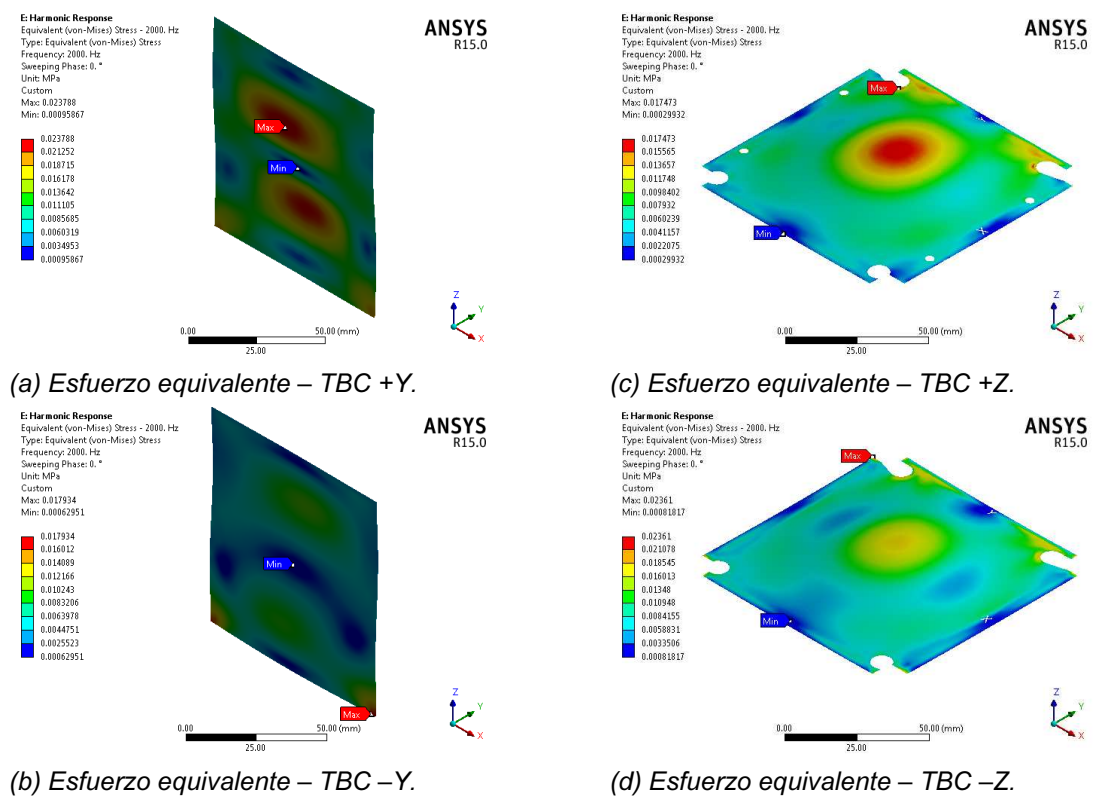 E: Harmonic Response
Equivalent (von-Mises) Stress - 2000. Hz
Type: Equivalent (von-Mises) Stress
Frequency: 2000. Hz
Sweeping Phase: 0. °
Unit: MPa
Custom
Max: 0.023788
Min: 0.00095867
0.023788
0.021252
0.018715
0.016178
0.013642
0.011105
0.0085685
0.0060319
0.0034953
0.00095867
ANSYS
R15.0
Max
Min
Z
Y
X
0.00
50.00 (mm)
25.00
(a) Esfuerzo equivalente – TBC +Y.
E: Harmonic Response
Equivalent (von-Mises) Stress - 2000. Hz
Type: Equivalent (von-Mises) Stress
Frequency: 2000. Hz
Sweeping Phase: 0. °
Unit: MPa
Custom
Max: 0.017473
Min: 0.00029932
0.017473
0.015565
0.013657
0.011748
0.0098402
0.007932
0.0060239
0.0041157
0.0022075
0.00029932
ANSYS
R15.0
Max
Min
Z
Y
X
0.00
50.00 (mm)
25.00
(c) Esfuerzo equivalente – TBC +Z.
E: Harmonic Response
Equivalent (von-Mises) Stress - 2000. Hz
Type: Equivalent (von-Mises) Stress
Frequency: 2000. Hz
Sweeping Phase: 0. °
Unit: MPa
Custom
Max: 0.017934
Min: 0.00062951
0.017934
0.016012
0.014089
0.012166
0.010243
0.0083206
0.0063978
0.0044751
0.0025523
0.00062951
ANSYS
R15.0
Min
Max
Z
Y
X
0.00
50.00 (mm)
25.00
(b) Esfuerzo equivalente – TBC –Y.
E: Harmonic Response
Equivalent (von-Mises) Stress - 2000. Hz
Type: Equivalent (von-Mises) Stress
Frequency: 2000. Hz
Sweeping Phase: 0. °
Unit: MPa
Custom
Max: 0.02361
Min: 0.00081817
0.02361
0.021078
0.018545
0.016013
0.01348
0.010948
0.0084155
0.0058831
0.0033506
0.00081817
ANSYS
R15.0
Max
Min
Z
Y
X
0.00
50.00 (mm)
25.00
(d) Esfuerzo equivalente – TBC –Z.